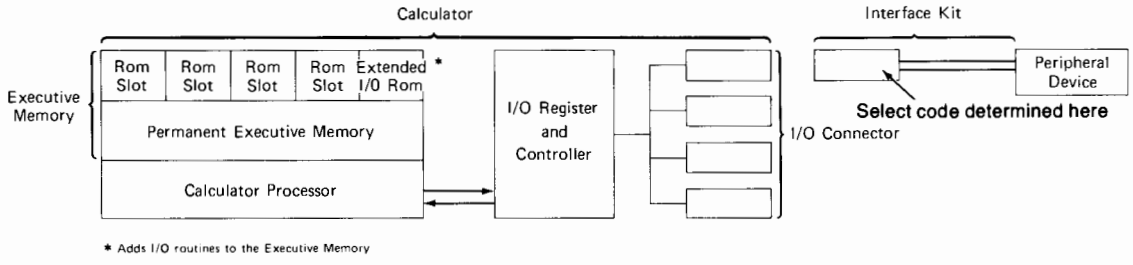 Calculator
Interface Kit
Rom Slot
Rom Slot
Rom Slot
Rom Slot
Extended * I/O Rom
Executive Memory
Permanent Executive Memory
Calculator Processor
I/O Register and Controller
I/O Connector
Peripheral Device
Select code determined here
* Adds I/O routines to the Executive Memory